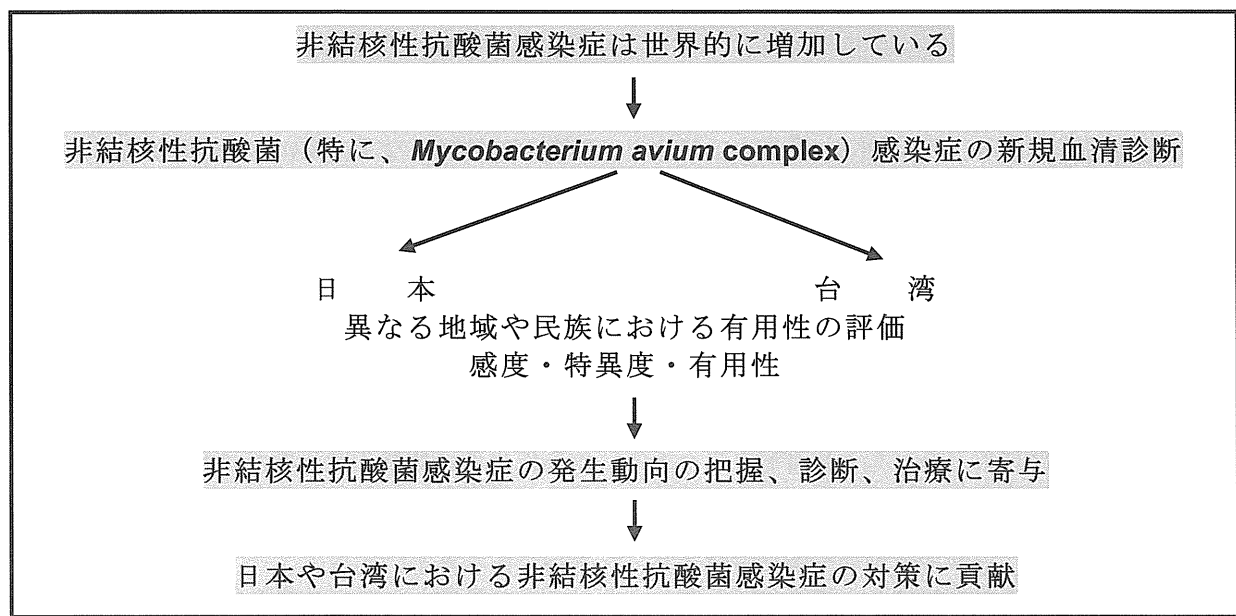 非結核性抗酸菌感染症は世界的に増加している
非結核性抗酸菌（特に、Mycobacterium avium complex）感染症の新規血清診断
日　本　台　湾
異なる地域や民族における有用性の評価
感度・特異度・有用性
非結核性抗酸菌感染症の発生動向の把握、診断、治療に寄与
日本や台湾における非結核性抗酸菌感染症の対策に貢献